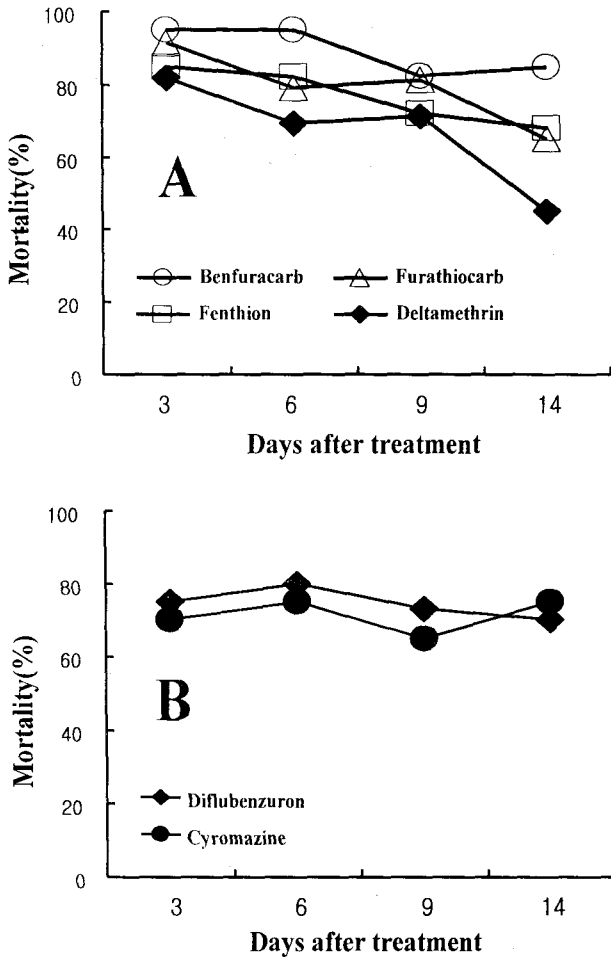 100
80
60
40
20
0
Mortality(%)
A
Benfuracarb
Furathiocarb
Fenthion
Deltamethrin
3 6 9 14
Days after treatment
100
80
60
40
20
0
Mortality(%)
B
Diflubenzuron
Cyromazine
3 6 9 14
Days after treatment